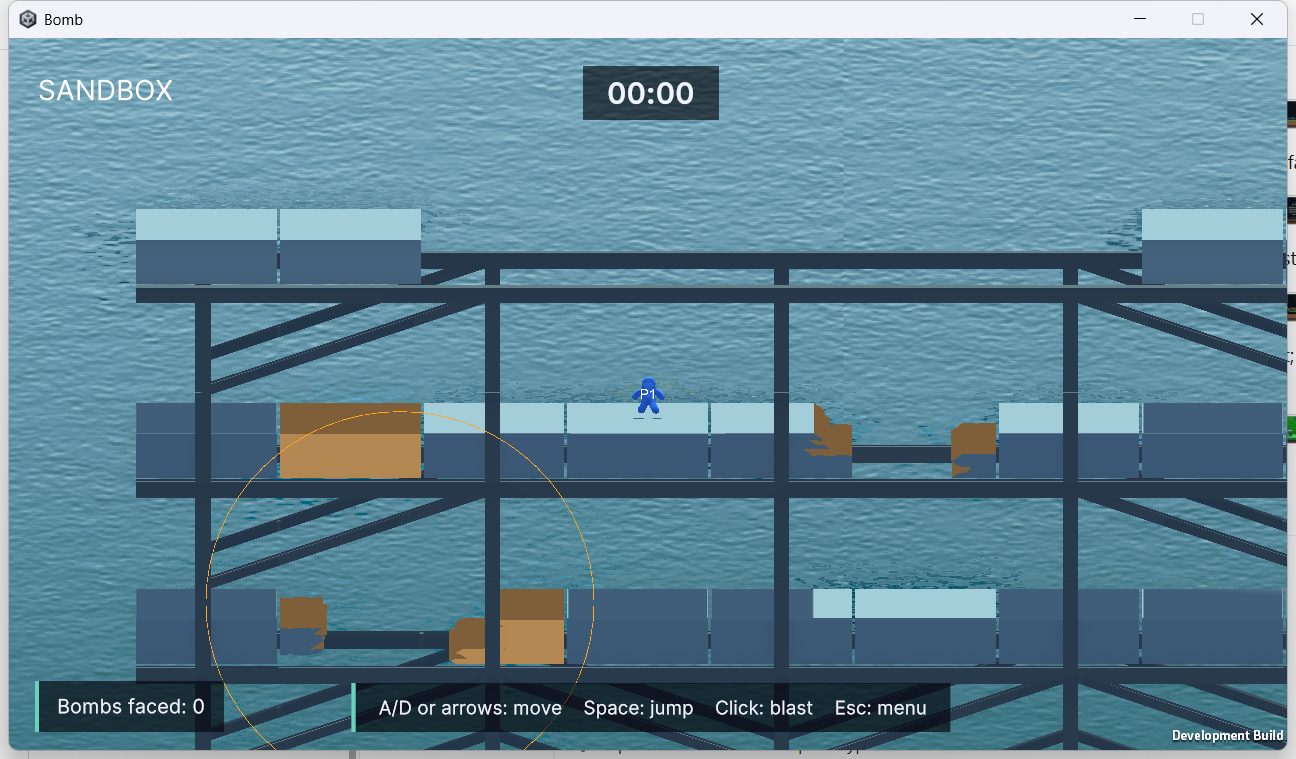 Bomb
SANDBOX
00:00
P1
Bombs faced: 0
A/D or arrows: move Space: jump Click: blast Esc: menu
Development Build